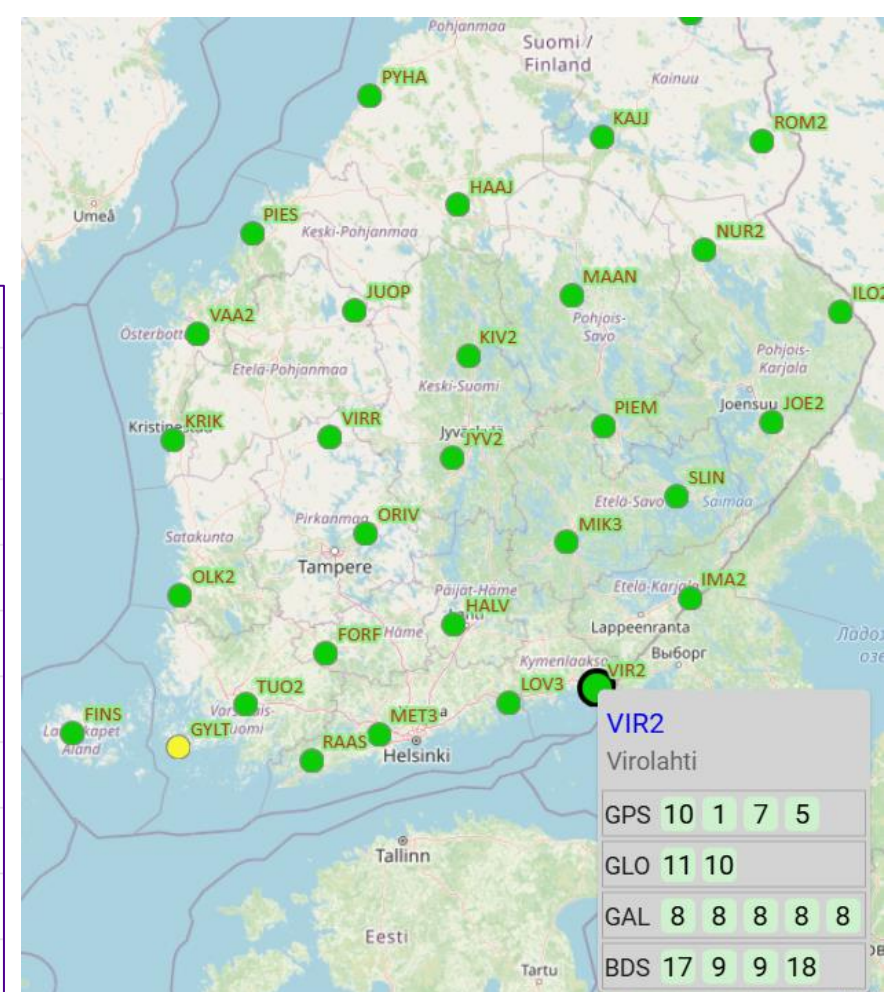 Pohjanmaa
Suomi /
Finland
PYHA
Kainuu
KAJJ
ROM2
HAAJ
Umeå
PIES
Keski-Pohjanmaa
NUR2
MAAN
JUOP
ILO2
VAA2
Österbott
Pohjois-
Savo
KIV2
Pohjois-
Karjala
Etelä-Pohjanmaa
Keski-Suomi
PIEM
Joensuu
JOE2
KRIK
VIRR
JYV2
SLIN
Etelä-Savo
Saimaa
Pirkanmaa
ORIV
MIK3
Satakunta
Tampere
OLK2
Päijät-Häme
Etelä-Karjala
IMA2
HALV
Lappeenranta
FORF
Häme
Выборг
Kymenlaakso
VIR2
TUO2
LOV3
FINS
GYLT
MET3
Åland
RAAS
Helsinki
VIR2
Virolahti
GPS 10 1 7 5
GLO 11 10
GAL 8 8 8 8 8
BDS 17 9 9 18
Tallinn
Eesti
Tartu